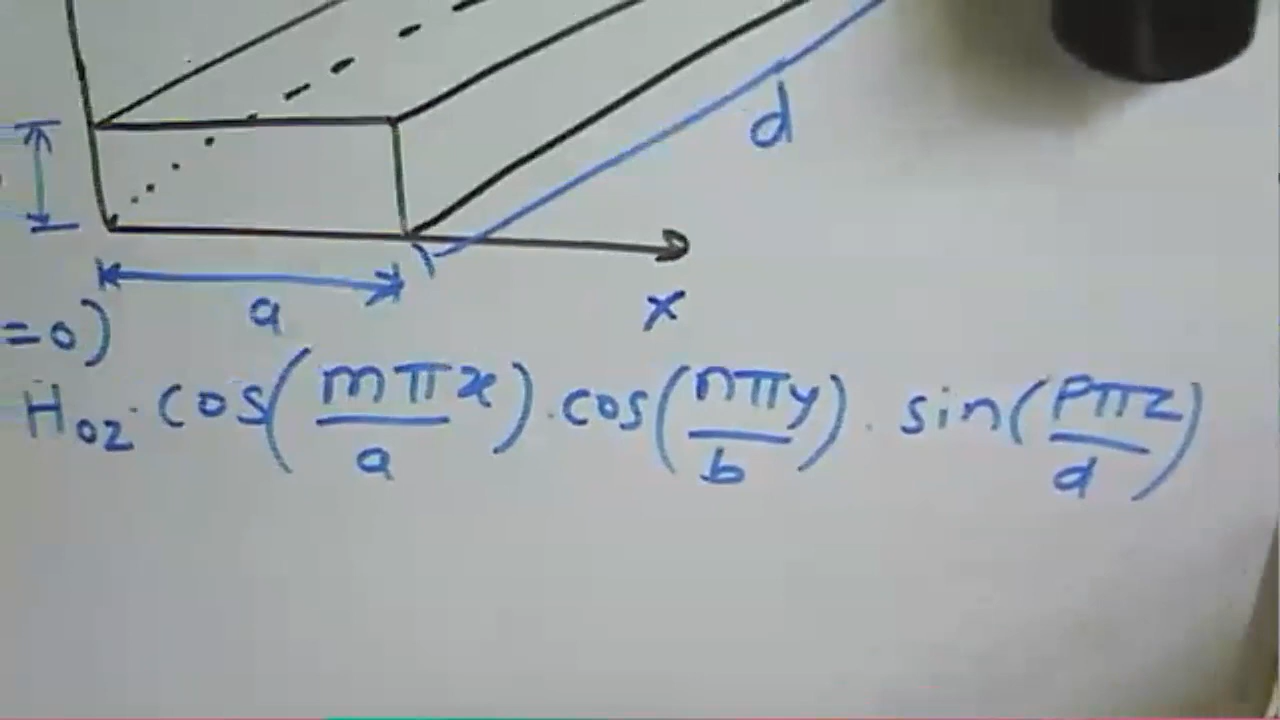 d
a
x
=0)
H₀z · cos(mπx/a) · cos(nπy/b) · sin(pπz/d)